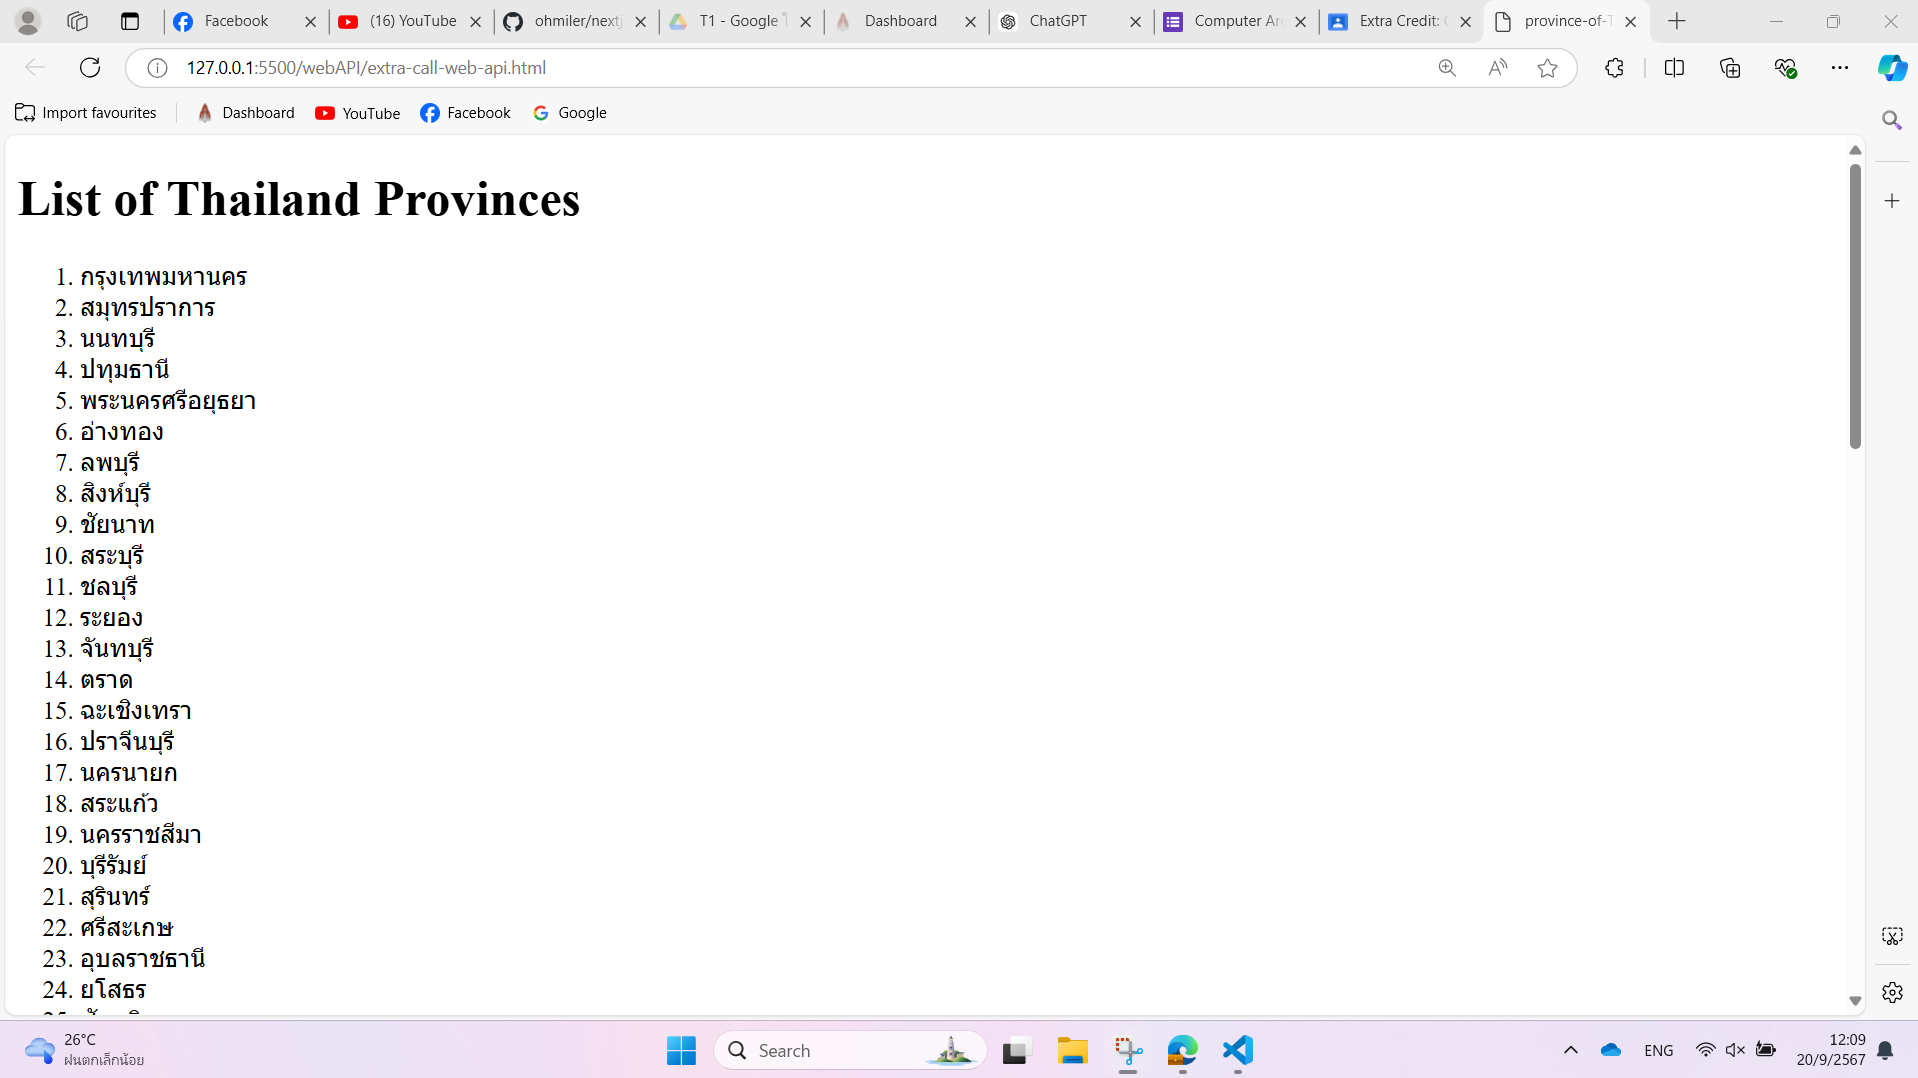 Facebook
(16) YouTube
ohmiler/nextj
T1 - Google
Dashboard
ChatGPT
Computer Ar
Extra Credit:
province-of-T
127.0.0.1:5500/webAPI/extra-call-web-api.html
Import favourites
Dashboard
YouTube
Facebook
Google
List of Thailand Provinces
1. กรุงเทพมหานคร
2. สมุทรปราการ
3. นนทบุรี
4. ปทุมธานี
5. พระนครศรีอยุธยา
6. อ่างทอง
7. ลพบุรี
8. สิงห์บุรี
9. ชัยนาท
10. สระบุรี
11. ชลบุรี
12. ระยอง
13. จันทบุรี
14. ตราด
15. ฉะเชิงเทรา
16. ปราจีนบุรี
17. นครนายก
18. สระแก้ว
19. นครราชสีมา
20. บุรีรัมย์
21. สุรินทร์
22. ศรีสะเกษ
23. อุบลราชธานี
24. ยโสธร
26°C
ฝนตกเล็กน้อย
Search
ENG
12:09
20/9/2567